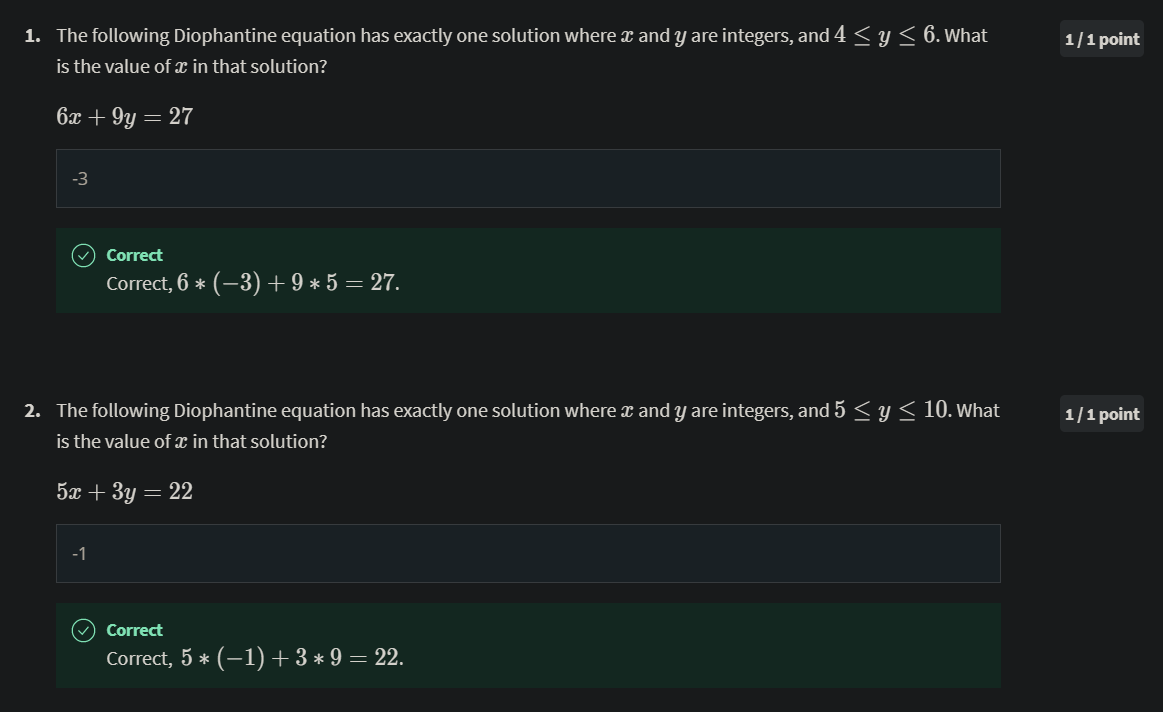 1. The following Diophantine equation has exactly one solution where x and y are integers, and 4 ≤ y ≤ 6. What
1 / 1 point
is the value of x in that solution?
6x + 9y = 27
-3
Correct
Correct, 6 ∗ (−3) + 9 ∗ 5 = 27.
2. The following Diophantine equation has exactly one solution where x and y are integers, and 5 ≤ y ≤ 10. What
1 / 1 point
is the value of x in that solution?
5x + 3y = 22
-1
Correct
Correct, 5 ∗ (−1) + 3 ∗ 9 = 22.